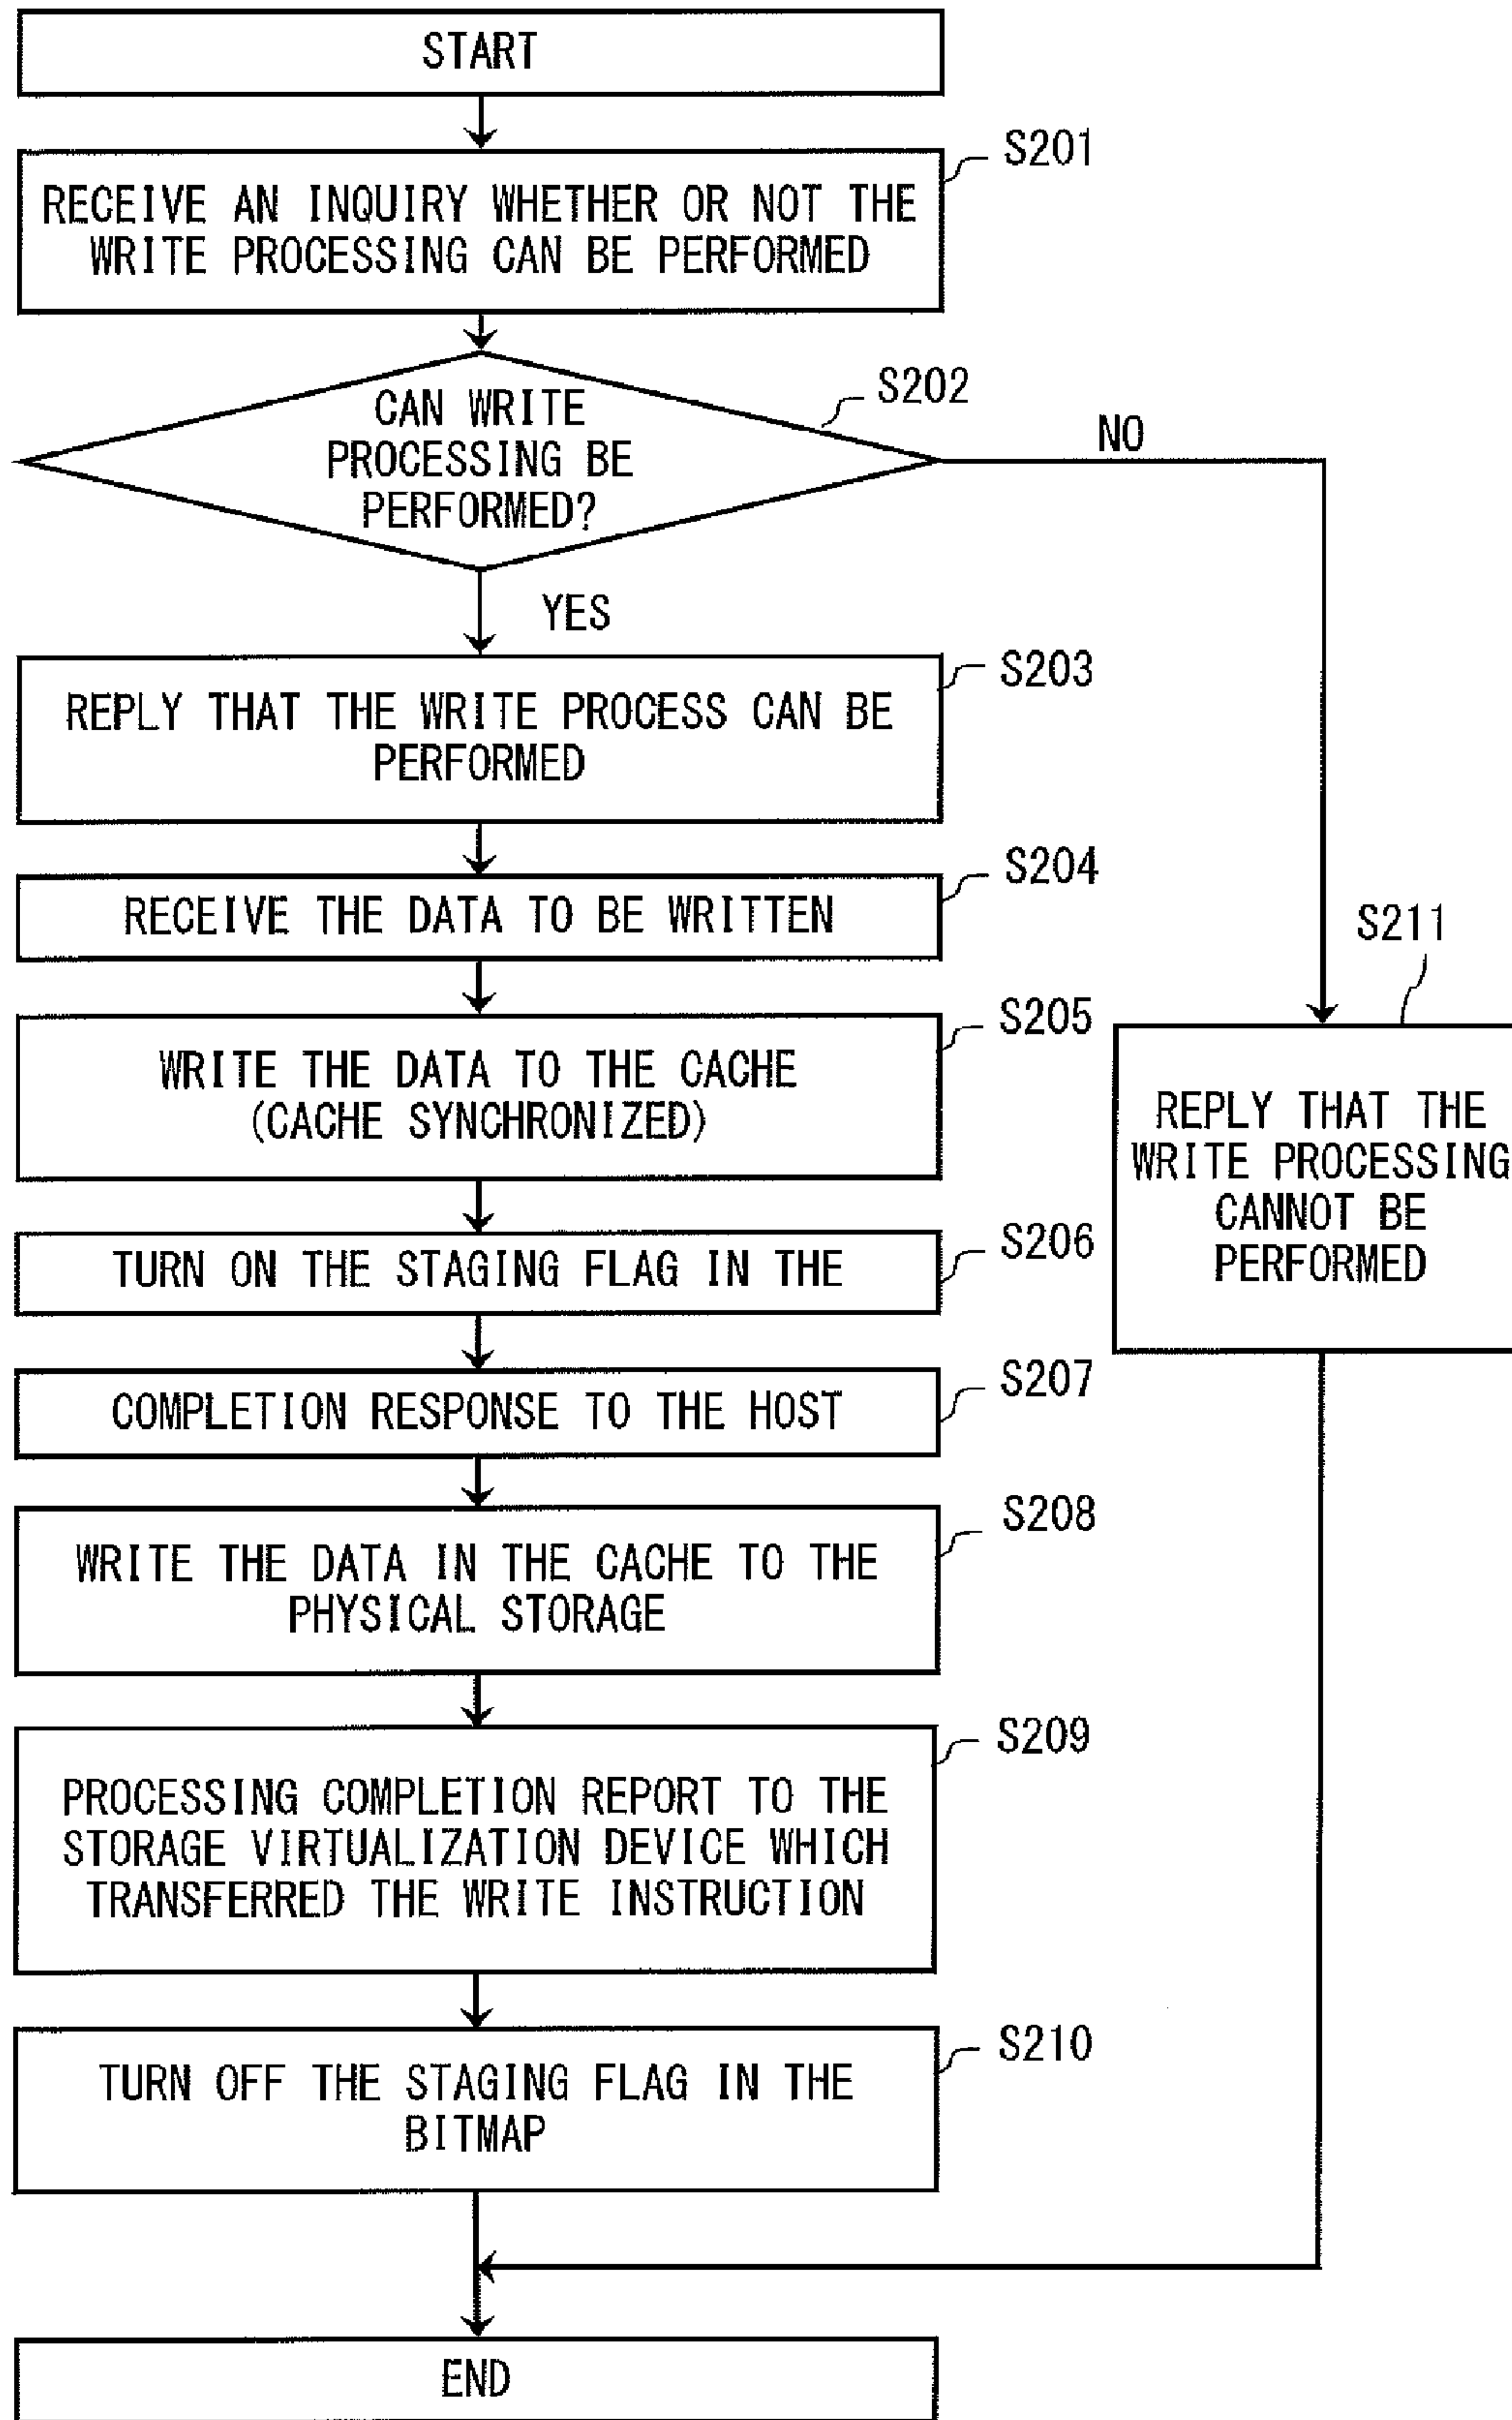 START
S201
RECEIVE AN INQUIRY WHETHER OR NOT THE
WRITE PROCESSING CAN BE PERFORMED
S202
CAN WRITE
PROCESSING BE
PERFORMED?
NO
YES
S203
REPLY THAT THE WRITE PROCESS CAN BE
PERFORMED
S204
RECEIVE THE DATA TO BE WRITTEN
S205
WRITE THE DATA TO THE CACHE
(CACHE SYNCHRONIZED)
S211
REPLY THAT THE
WRITE PROCESSING
CANNOT BE
PERFORMED
S206
TURN ON THE STAGING FLAG IN THE
S207
COMPLETION RESPONSE TO THE HOST
S208
WRITE THE DATA IN THE CACHE TO THE
PHYSICAL STORAGE
S209
PROCESSING COMPLETION REPORT TO THE
STORAGE VIRTUALIZATION DEVICE WHICH
TRANSFERRED THE WRITE INSTRUCTION
S210
TURN OFF THE STAGING FLAG IN THE
BITMAP
END